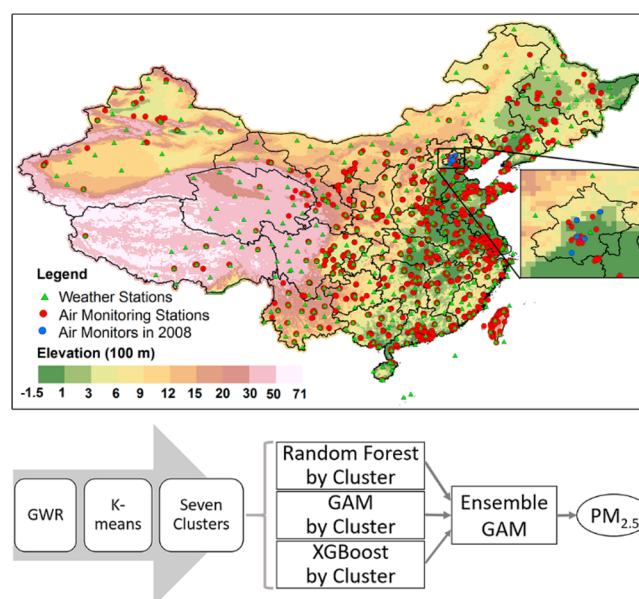 Legend
Weather Stations
Air Monitoring Stations
Air Monitors in 2008
Elevation (100 m)
-1.5 1 3 6 9 12 15 20 30 50 71
GWR
K-
means
Seven
Clusters
Random Forest
by Cluster
GAM
by Cluster
XGBoost
by Cluster
Ensemble
GAM
PM2.5